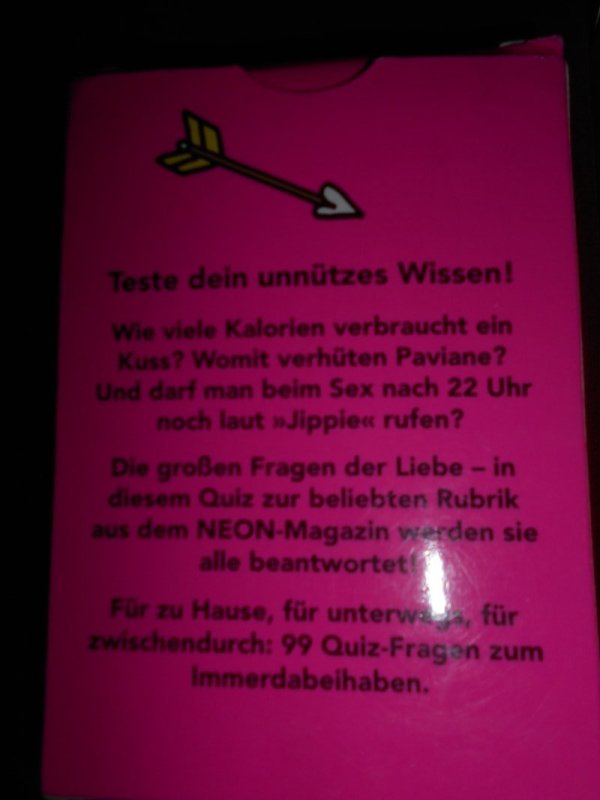 Teste dein unnützes Wissen!
Wie viele Kalorien verbraucht ein
Kuss? Womit verhüten Paviane?
Und darf man beim Sex nach 22 Uhr
noch laut »Jippie« rufen?
Die großen Fragen der Liebe – in
diesem Quiz zur beliebten Rubrik
aus dem NEON-Magazin werden sie
alle beantwortet!
Für zu Hause, für unterwegs, für
zwischendurch: 99 Quiz-Fragen zum
Immerdabeihaben.